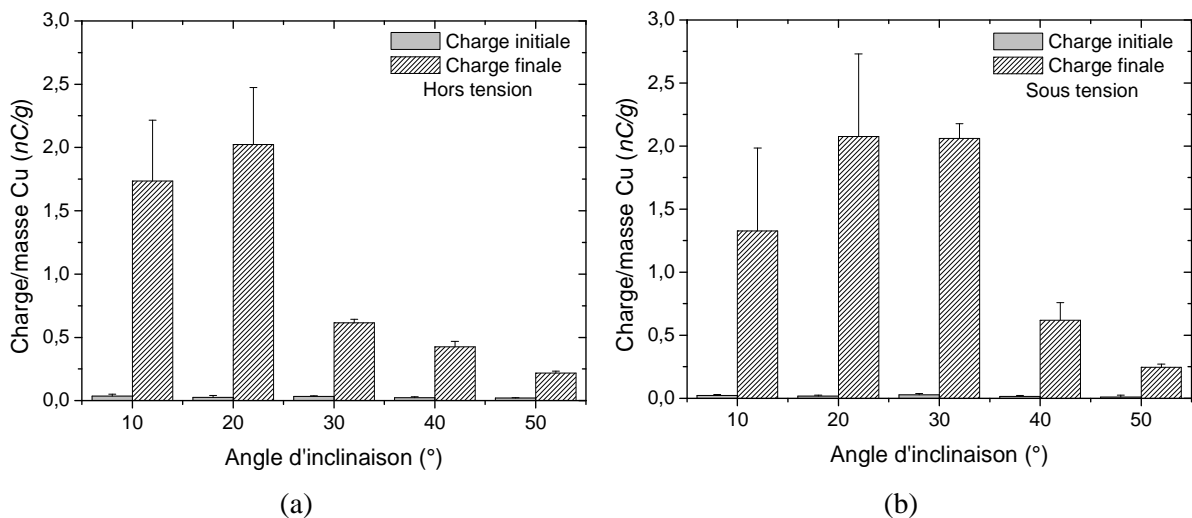 3,0
2,5
2,0
1,5
1,0
0,5
0,0
Charge/masse Cu (nC/g)
Charge initiale
Charge finale
Hors tension
10 20 30 40 50
Angle d'inclinaison (°)
(a)
3,0
2,5
2,0
1,5
1,0
0,5
0,0
Charge/masse Cu (nC/g)
Charge initiale
Charge finale
Sous tension
10 20 30 40 50
Angle d'inclinaison (°)
(b)